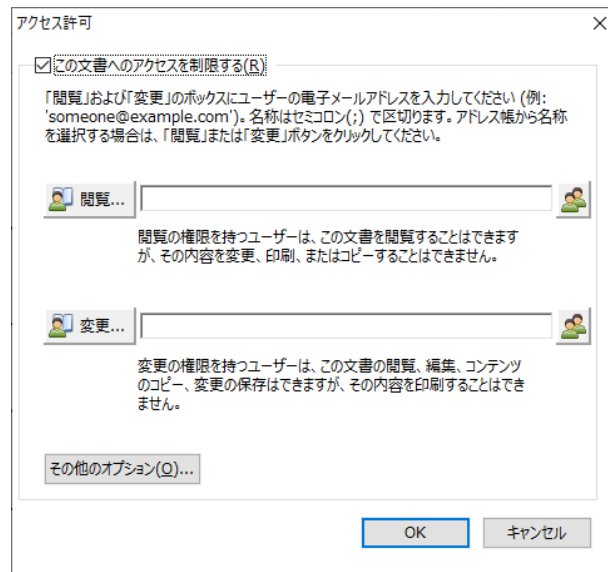 アクセス許可
この文書へのアクセスを制限する(R)
「閲覧」および「変更」のボックスにユーザーの電子メールアドレスを入力してください (例:
'someone@example.com')。名称はセミコロン(;) で区切ります。アドレス帳から名称
を選択する場合は、「閲覧」または「変更」ボタンをクリックしてください。
閲覧...
閲覧の権限を持つユーザーは、この文書を閲覧することはできます
が、その内容を変更、印刷、またはコピーすることはできません。
変更...
変更の権限を持つユーザーは、この文書の閲覧、編集、コンテンツ
のコピー、変更の保存はできますが、その内容を印刷することはでき
ません。
その他のオプション(O)...
OK
キャンセル